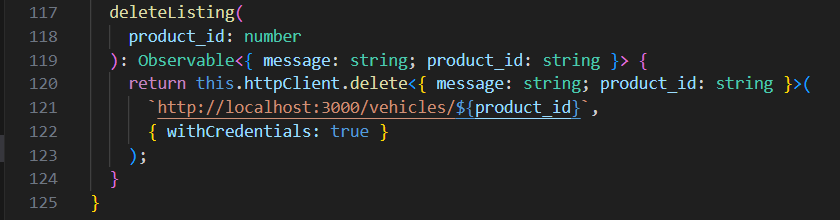 117 deleteListing(
118 product_id: number
119 ): Observable<{ message: string; product_id: string }> {
120 return this.httpClient.delete<{ message: string; product_id: string }>(
121 `http://localhost:3000/vehicles/${product_id}`,
122 { withCredentials: true }
123 );
124 }
125 }